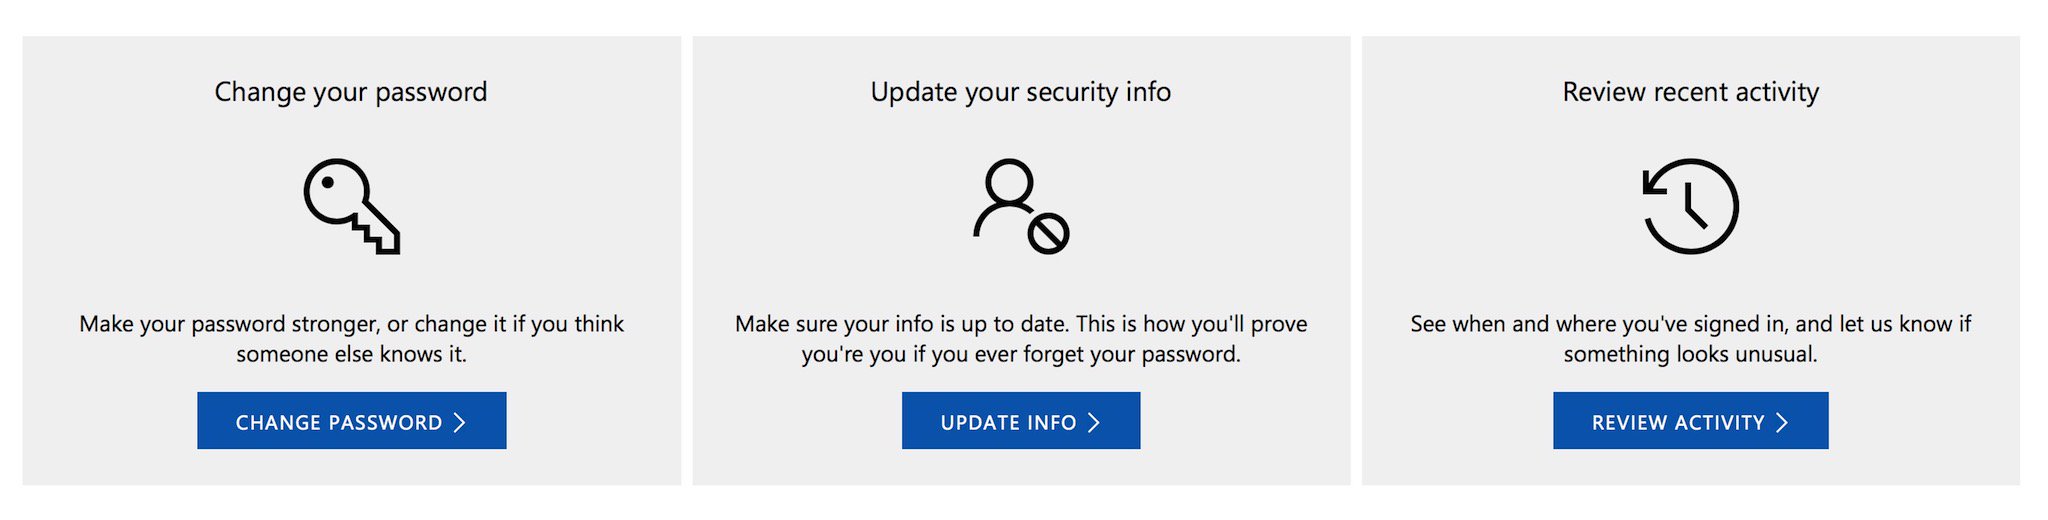 Change your password
Make your password stronger, or change it if you think
someone else knows it.
CHANGE PASSWORD
Update your security info
Make sure your info is up to date. This is how you'll prove
you're you if you ever forget your password.
UPDATE INFO
Review recent activity
See when and where you've signed in, and let us know if
something looks unusual.
REVIEW ACTIVITY